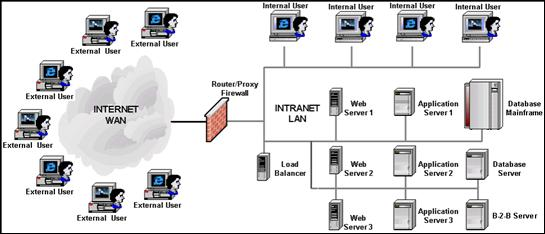 Internal User
Internal User
Internal User
Internal User
External User
External User
External User
External User
External User
External User
External User
External User
INTERNET
WAN
Router/Proxy
Firewall
INTRANET
LAN
Web
Server 1
Application
Server 1
Database
Mainframe
Load
Balancer
Web
Server 2
Application
Server 2
Database
Server
Web
Server 3
Application
Server 3
B-2-B Server